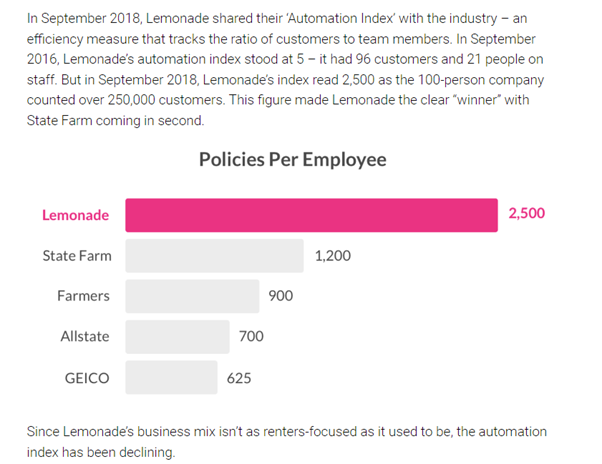 In September 2018, Lemonade shared their ‘Automation Index’ with the industry – an
efficiency measure that tracks the ratio of customers to team members. In September
2016, Lemonade’s automation index stood at 5 – it had 96 customers and 21 people on
staff. But in September 2018, Lemonade’s index read 2,500 as the 100-person company
counted over 250,000 customers. This figure made Lemonade the clear “winner” with
State Farm coming in second.
Policies Per Employee
Lemonade 2,500
State Farm 1,200
Farmers 900
Allstate 700
GEICO 625
Since Lemonade’s business mix isn’t as renters-focused as it used to be, the automation
index has been declining.